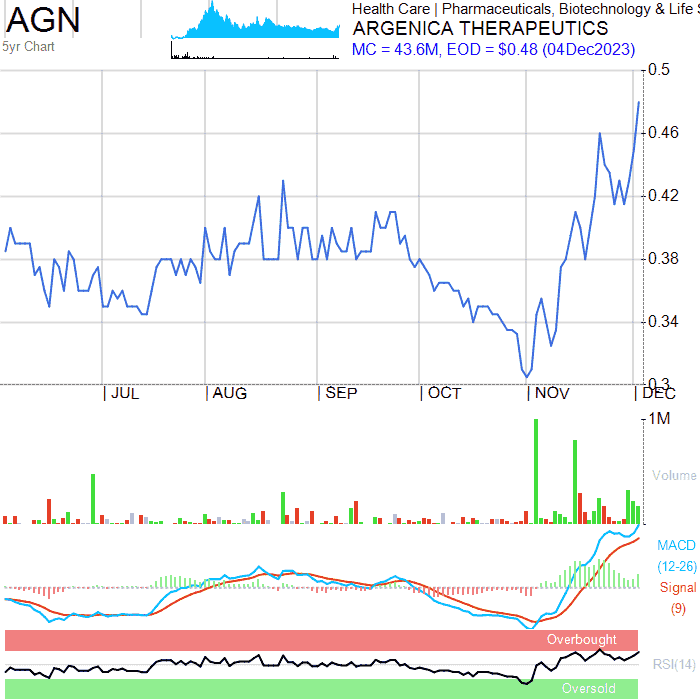 AGN
5yr Chart
Health Care | Pharmaceuticals, Biotechnology & Life S
ARGENICA THERAPEUTICS
MC = 43.6M, EOD = $0.48 (04Dec2023)
0.5
0.46
0.42
0.38
0.34
0.3
JUL AUG SEP OCT NOV DEC
1M
Volume
MACD
(12-26)
Signal
(9)
Overbought
RSI(14)
Oversold